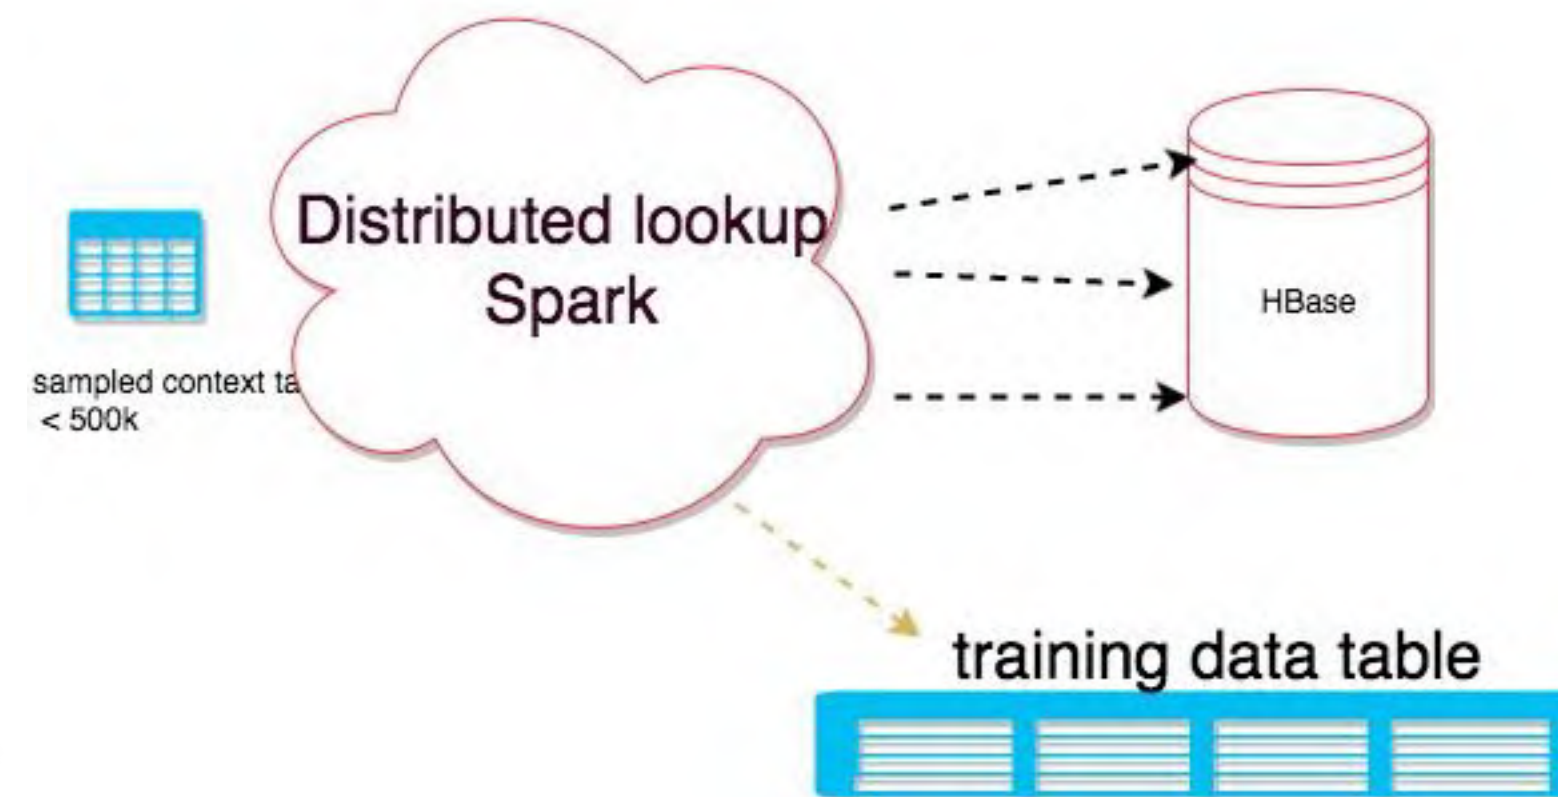 Distributed lookup
Spark
HBase
sampled context ta
< 500k
training data table